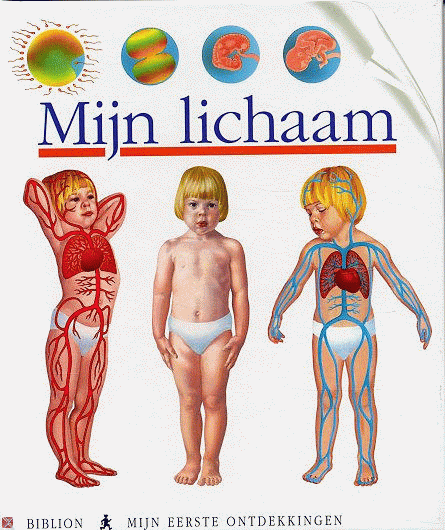 Mijn lichaam
BIBLION MIJN EERSTE ONTDEKKINGEN